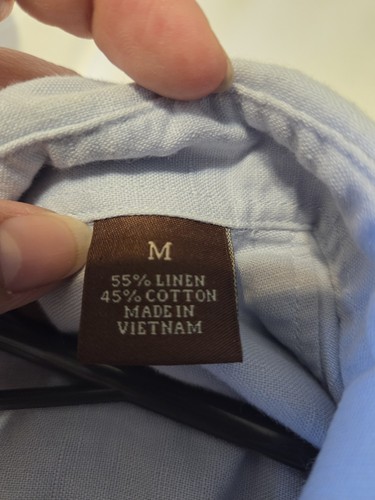 M
55% LINEN
45% COTTON
MADE IN
VIETNAM